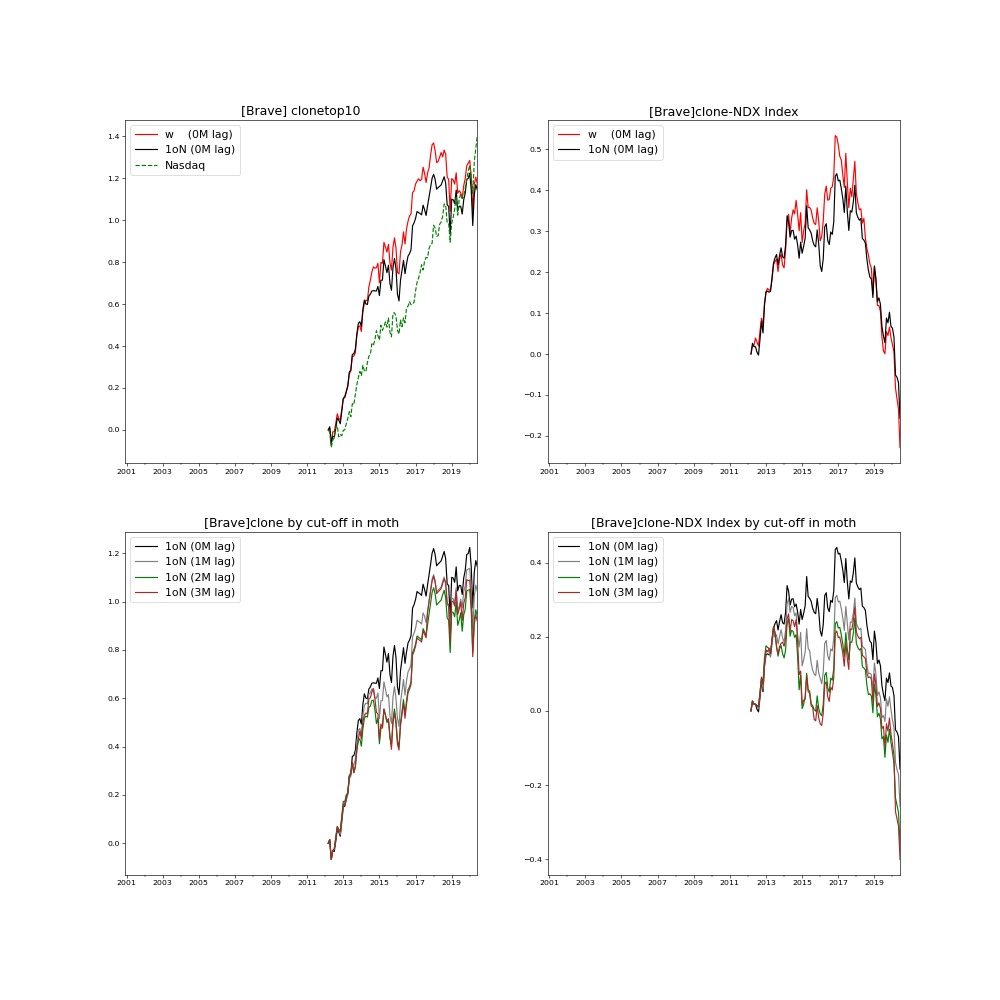 [Brave] clonetop10
w    (0M lag)
1oN (0M lag)
Nasdaq
1.4
1.2
1.0
0.8
0.6
0.4
0.2
0.0
2001 2003 2005 2007 2009 2011 2013 2015 2017 2019
[Brave]clone-NDX Index
w    (0M lag)
1oN (0M lag)
0.5
0.4
0.3
0.2
0.1
0.0
−0.1
−0.2
2001 2003 2005 2007 2009 2011 2013 2015 2017 2019
[Brave]clone by cut-off in moth
1oN (0M lag)
1oN (1M lag)
1oN (2M lag)
1oN (3M lag)
1.2
1.0
0.8
0.6
0.4
0.2
0.0
2001 2003 2005 2007 2009 2011 2013 2015 2017 2019
[Brave]clone-NDX Index by cut-off in moth
1oN (0M lag)
1oN (1M lag)
1oN (2M lag)
1oN (3M lag)
0.4
0.2
0.0
−0.2
−0.4
2001 2003 2005 2007 2009 2011 2013 2015 2017 2019